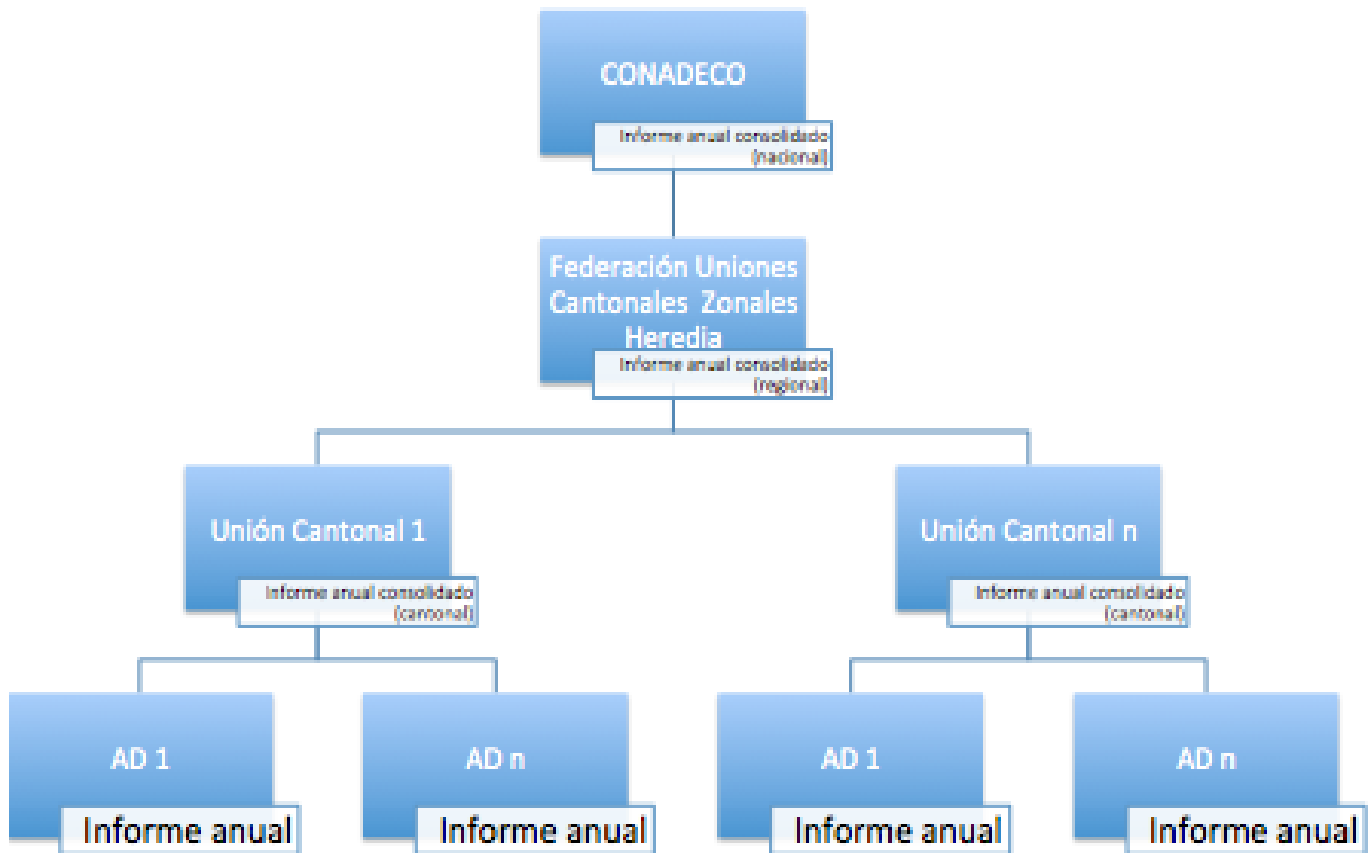 CONADECO
Informe anual consolidado
(nacional)
Federación Uniones
Cantonales Zonales
Heredia
Informe anual consolidado
(regional)
Unión Cantonal 1
Informe anual consolidado
(cantonal)
Unión Cantonal n
Informe anual consolidado
(cantonal)
AD 1
Informe anual
AD n
Informe anual
AD 1
Informe anual
AD n
Informe anual